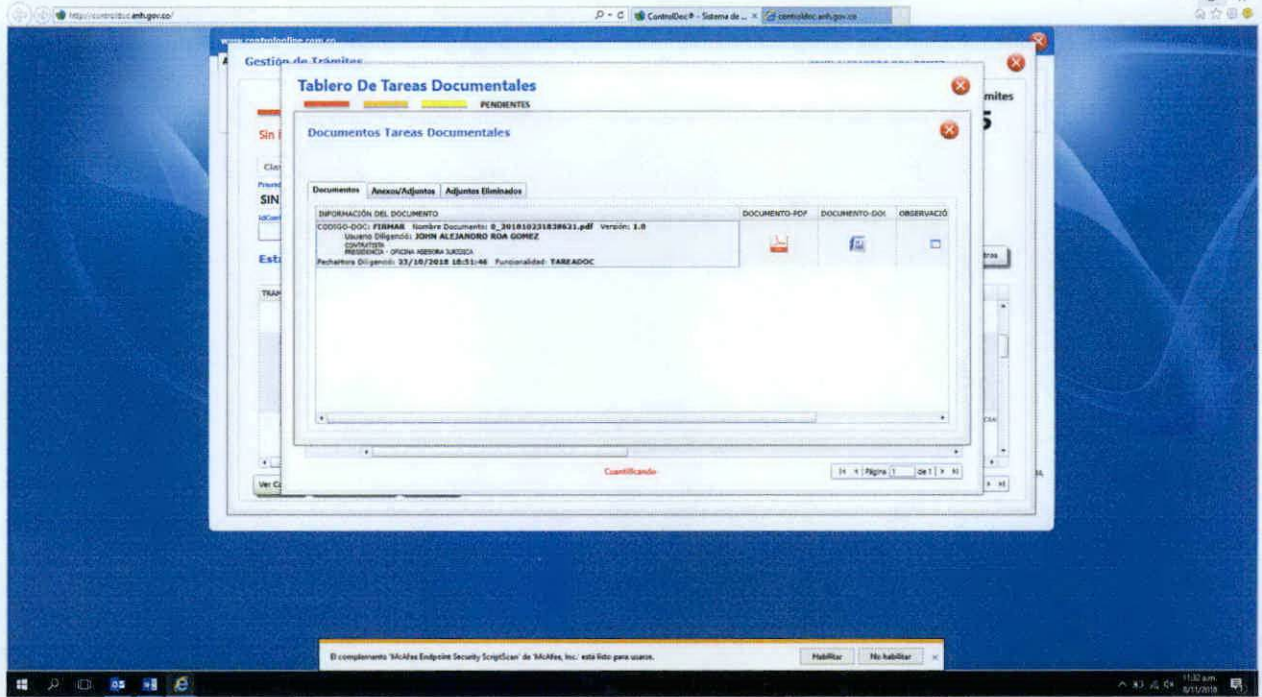 http://controldoc.anh.gov.co/
ControlDoc® - Sistema de ...
controldoc.anh.gov.co
www.controlonline.com.co
Gestión de Trámites
Tablero De Tareas Documentales
PENDIENTES
mites
5
Documentos Tareas Documentales
Sin
Documentos Anexos/Adjuntos Adjuntos Eliminados
SIN
INFORMACIÓN DEL DOCUMENTO DOCUMENTO-PDF DOCUMENTO-DOC OBSERVACIÓ
CODIGO-DOC: FIRMAR Nombre Documento: 0_201810231838621.pdf Versión: 1.0
Usuario Diligenció: JOHN ALEJANDRO ROA GOMEZ
CONTRATISTA
PRESIDENCIA - OFICINA ASESORA JURIDICA
FechaHora Diligenció: 23/10/2018 18:51:46 Funcionalidad: TAREADOC
Est
Cuantificando
Página 1 de 1
Ver C
El complemento 'McAfee Endpoint Security ScriptScan' de 'McAfee, Inc.' está listo para usarse.
Habilitar No habilitar
11:32 a.m.
8/11/2018